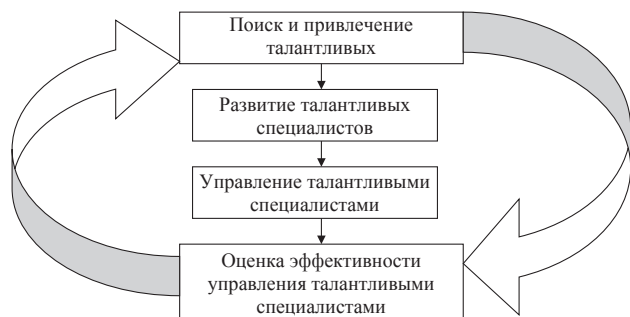 Поиск и привлечение
талантливых
Развитие талантливых
специалистов
Управление талантливыми
специалистами
Оценка эффективности
управления талантливыми
специалистами